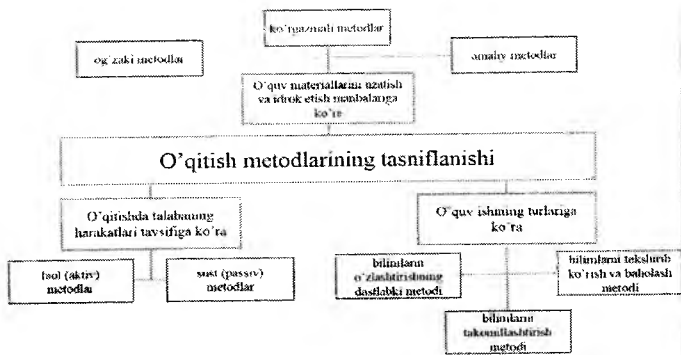 ko'rgazmali metodlar
og'zaki metodlar
amaliy metodlar
O'quv materiallarini uzatish
va idrok etish manbalariga
ko'ra
O'qitish metodlarining tasniflanishi
O'qitishda talabaning
harakatlari tavsifiga ko'ra
O'quv ishning turlariga
ko'ra
faol (aktiv)
metodlar
sust (passiv)
metodlar
bilimlarni
o'zlashtirishning
dastlabki metodi
bilimlarni tekshirib
ko'rish va baholash
metodi
bilimlarni
takomillashtirish
metodi